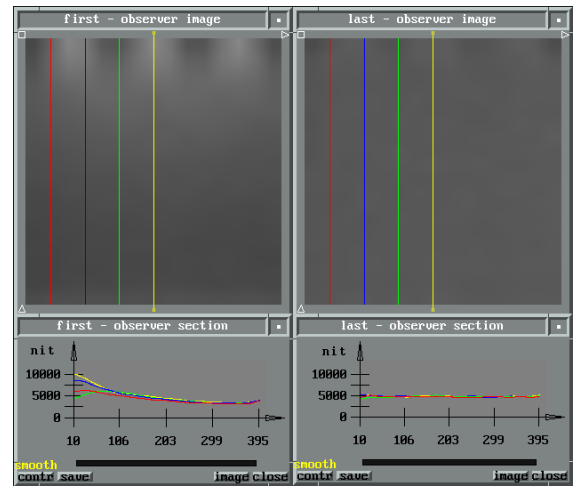 first - observer image
last - observer image
first - observer section
last - observer section
nit
10000
5000
0
10 106 203 299 395
smooth
contr save image close
nit
10000
5000
0
10 106 203 299 395
smooth
contr save image close